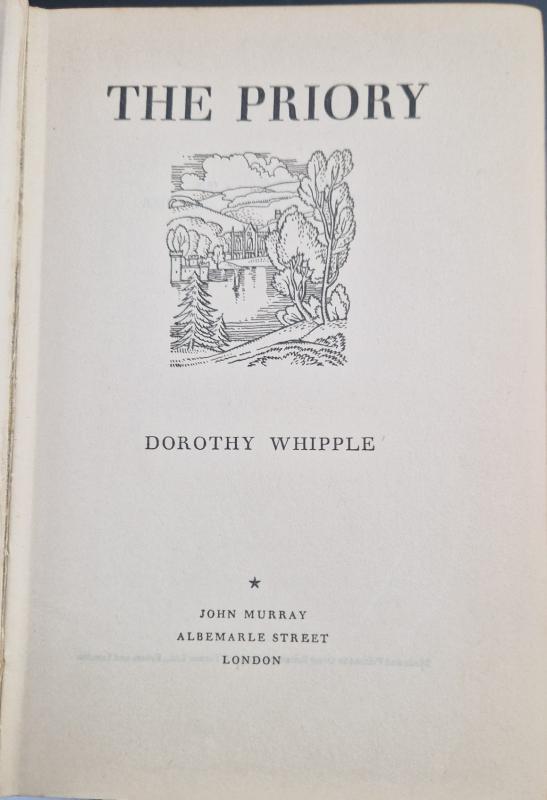 THE PRIORY
DOROTHY WHIPPLE
★
JOHN MURRAY
ALBEMARLE STREET
LONDON